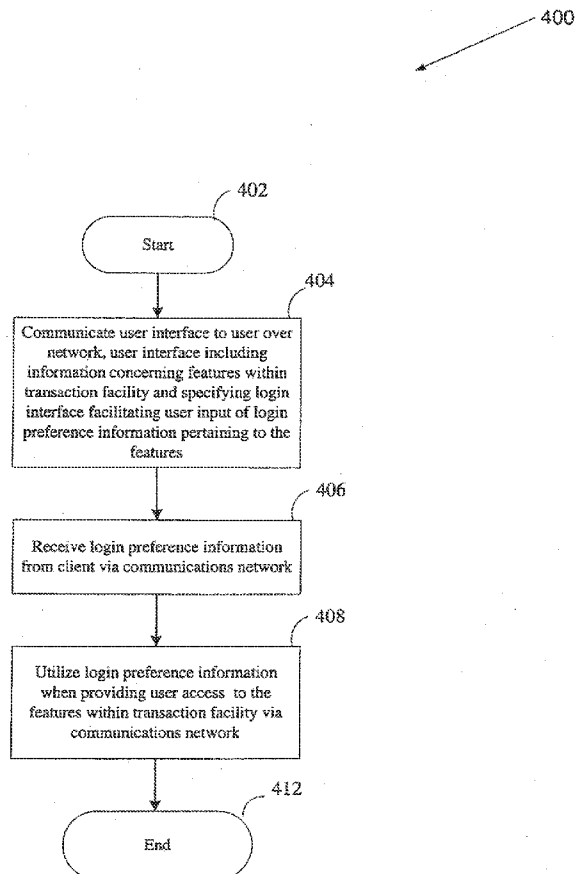 400
402
Start
404
Communicate user interface to user over
network, user interface including
information concerning features within
transaction facility and specifying login
interface facilitating user input of login
preference information pertaining to the
features
406
Receive login preference information
from client via communications network
408
Utilize login preference information
when providing user access to the
features within transaction facility via
communications network
412
End